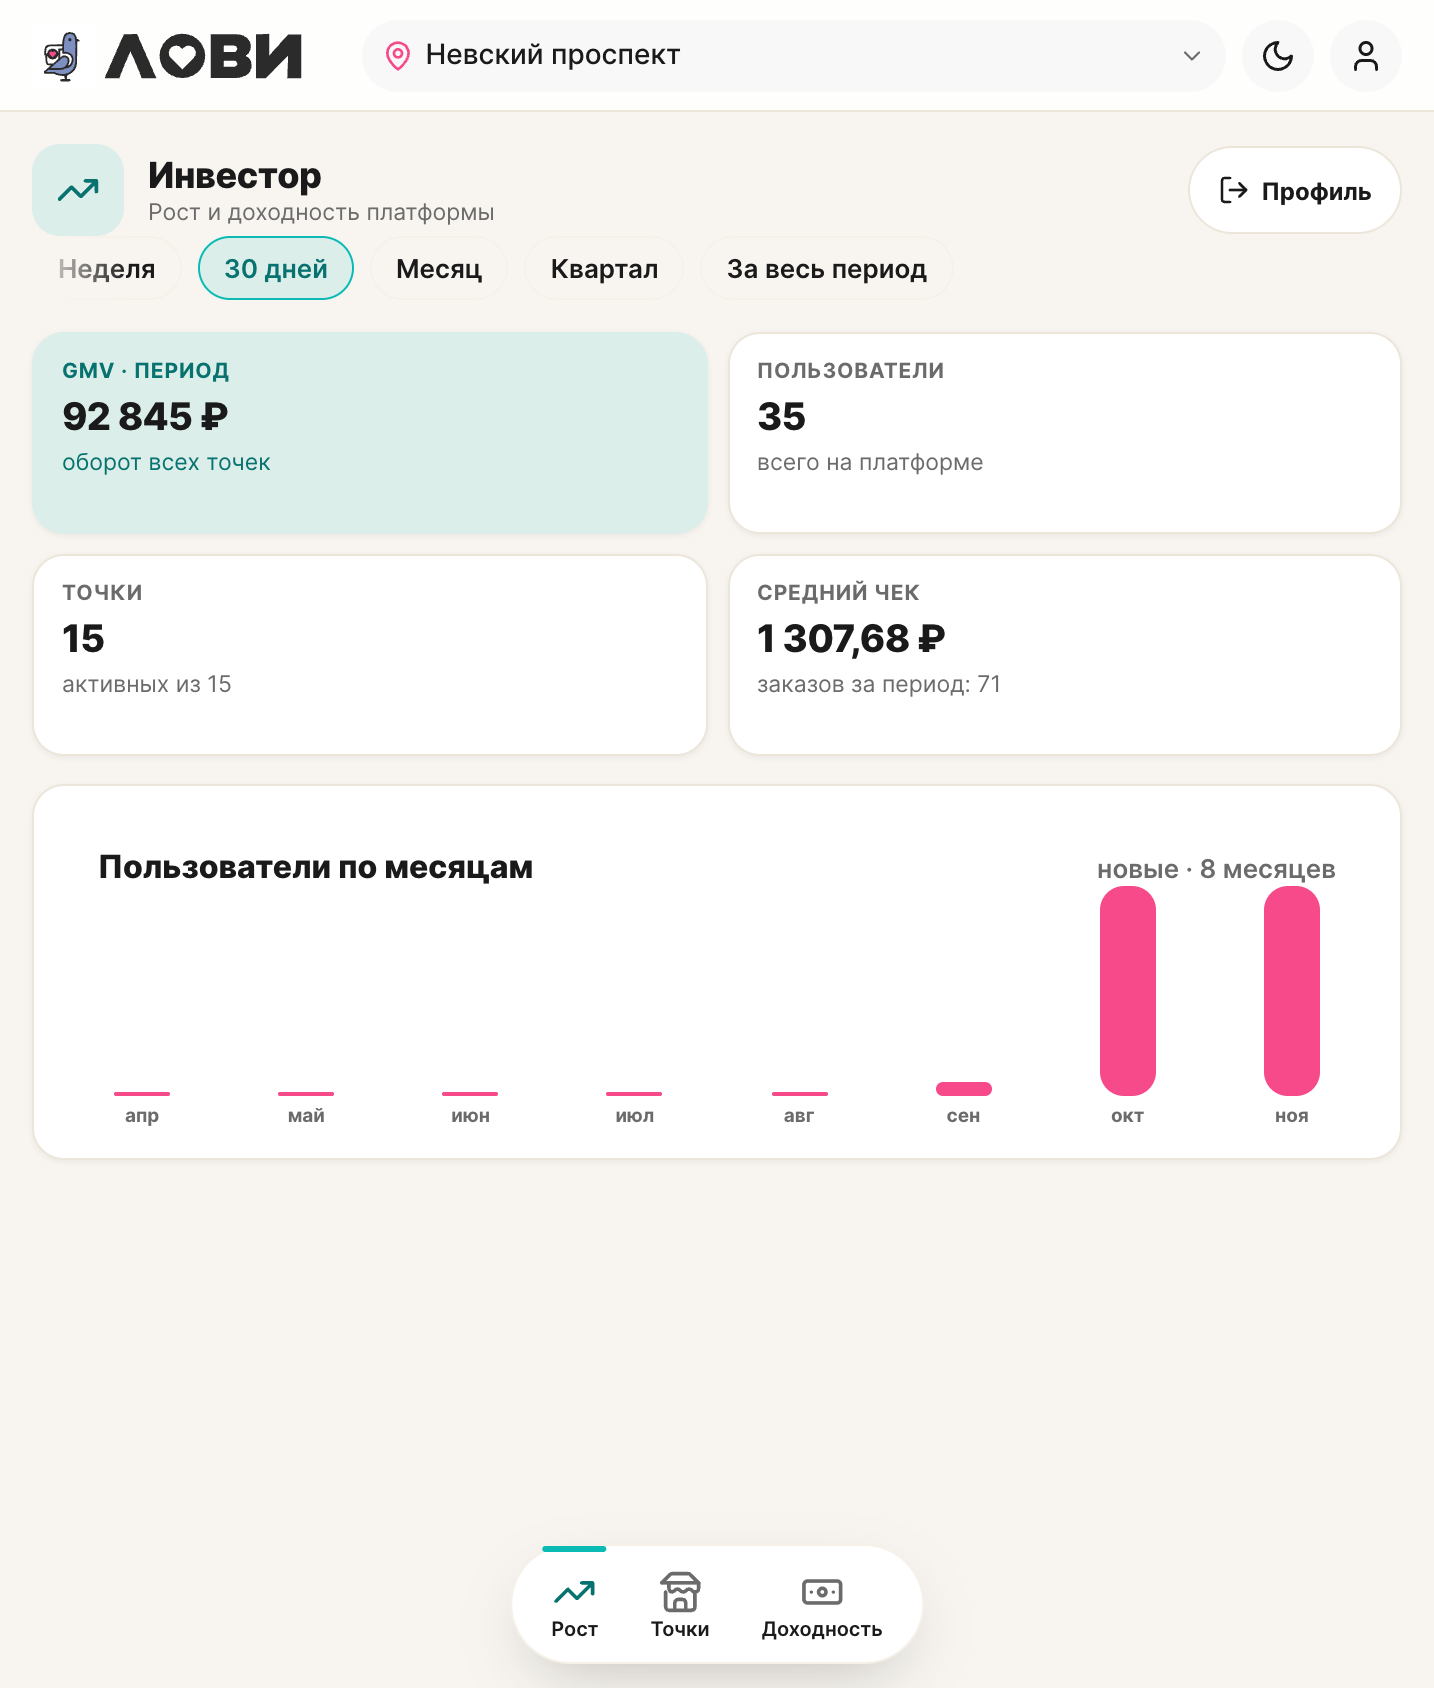 ЛОВИ
Невский проспект
Инвестор
Рост и доходность платформы
Профиль
Неделя
30 дней
Месяц
Квартал
За весь период
GMV · ПЕРИОД
92 845 ₽
оборот всех точек
ПОЛЬЗОВАТЕЛИ
35
всего на платформе
ТОЧКИ
15
активных из 15
СРЕДНИЙ ЧЕК
1 307,68 ₽
заказов за период: 71
Пользователи по месяцам
новые · 8 месяцев
апр
май
июн
июл
авг
сен
окт
ноя
Рост
Точки
Доходность